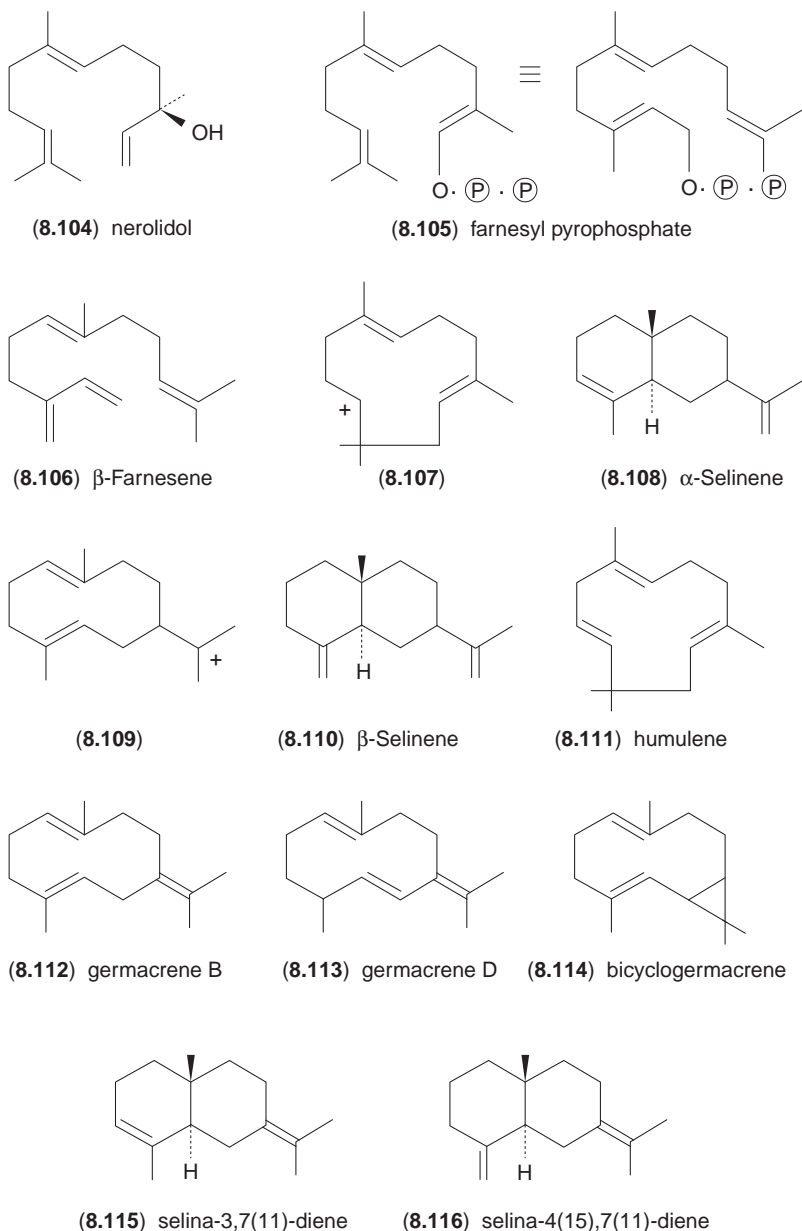 OH
O· P · P
O· P · P
(8.104) nerolidol
(8.105) farnesyl pyrophosphate
+
H
(8.106) β-Farnesene
(8.107)
(8.108) α-Selinene
+
H
(8.109)
(8.110) β-Selinene
(8.111) humulene
(8.112) germacrene B
(8.113) germacrene D
(8.114) bicyclogermacrene
H
H
(8.115) selina-3,7(11)-diene
(8.116) selina-4(15),7(11)-diene